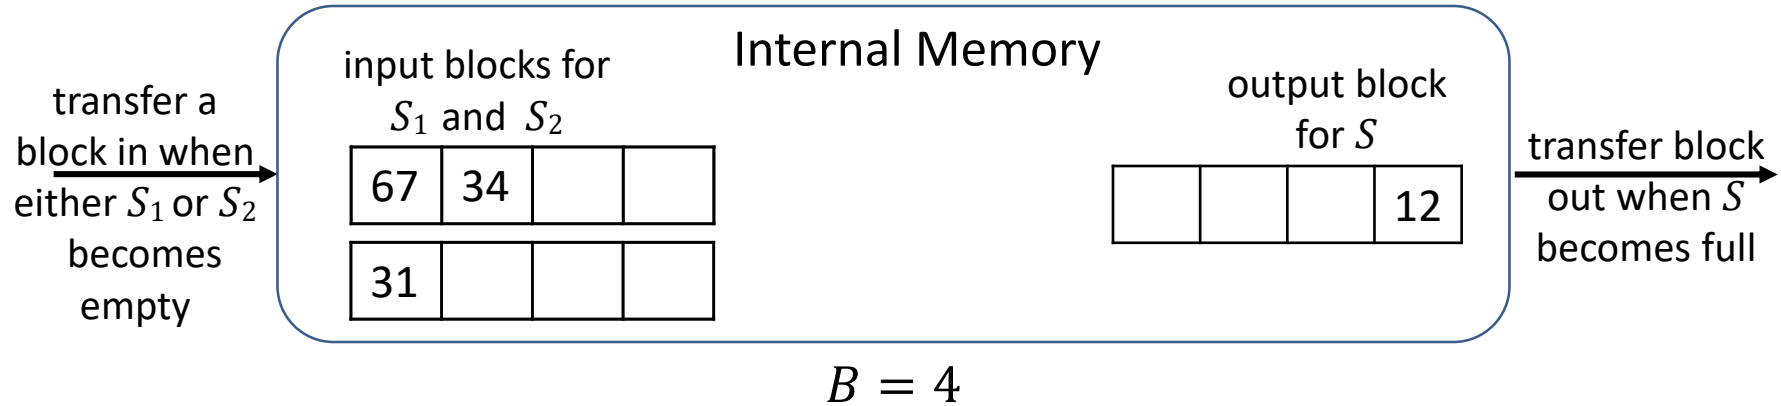 Internal Memory
transfer a
block in when
either S₁ or S₂
becomes
empty
input blocks for
S₁ and S₂
67 34
31
output block
for S
12
transfer block
out when S
becomes full
B = 4